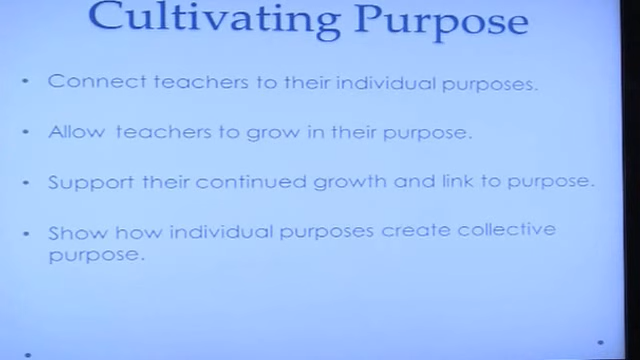 Cultivating Purpose
• Connect teachers to their individual purposes.
• Allow teachers to grow in their purpose.
• Support their continued growth and link to purpose.
• Show how individual purposes create collective
purpose.